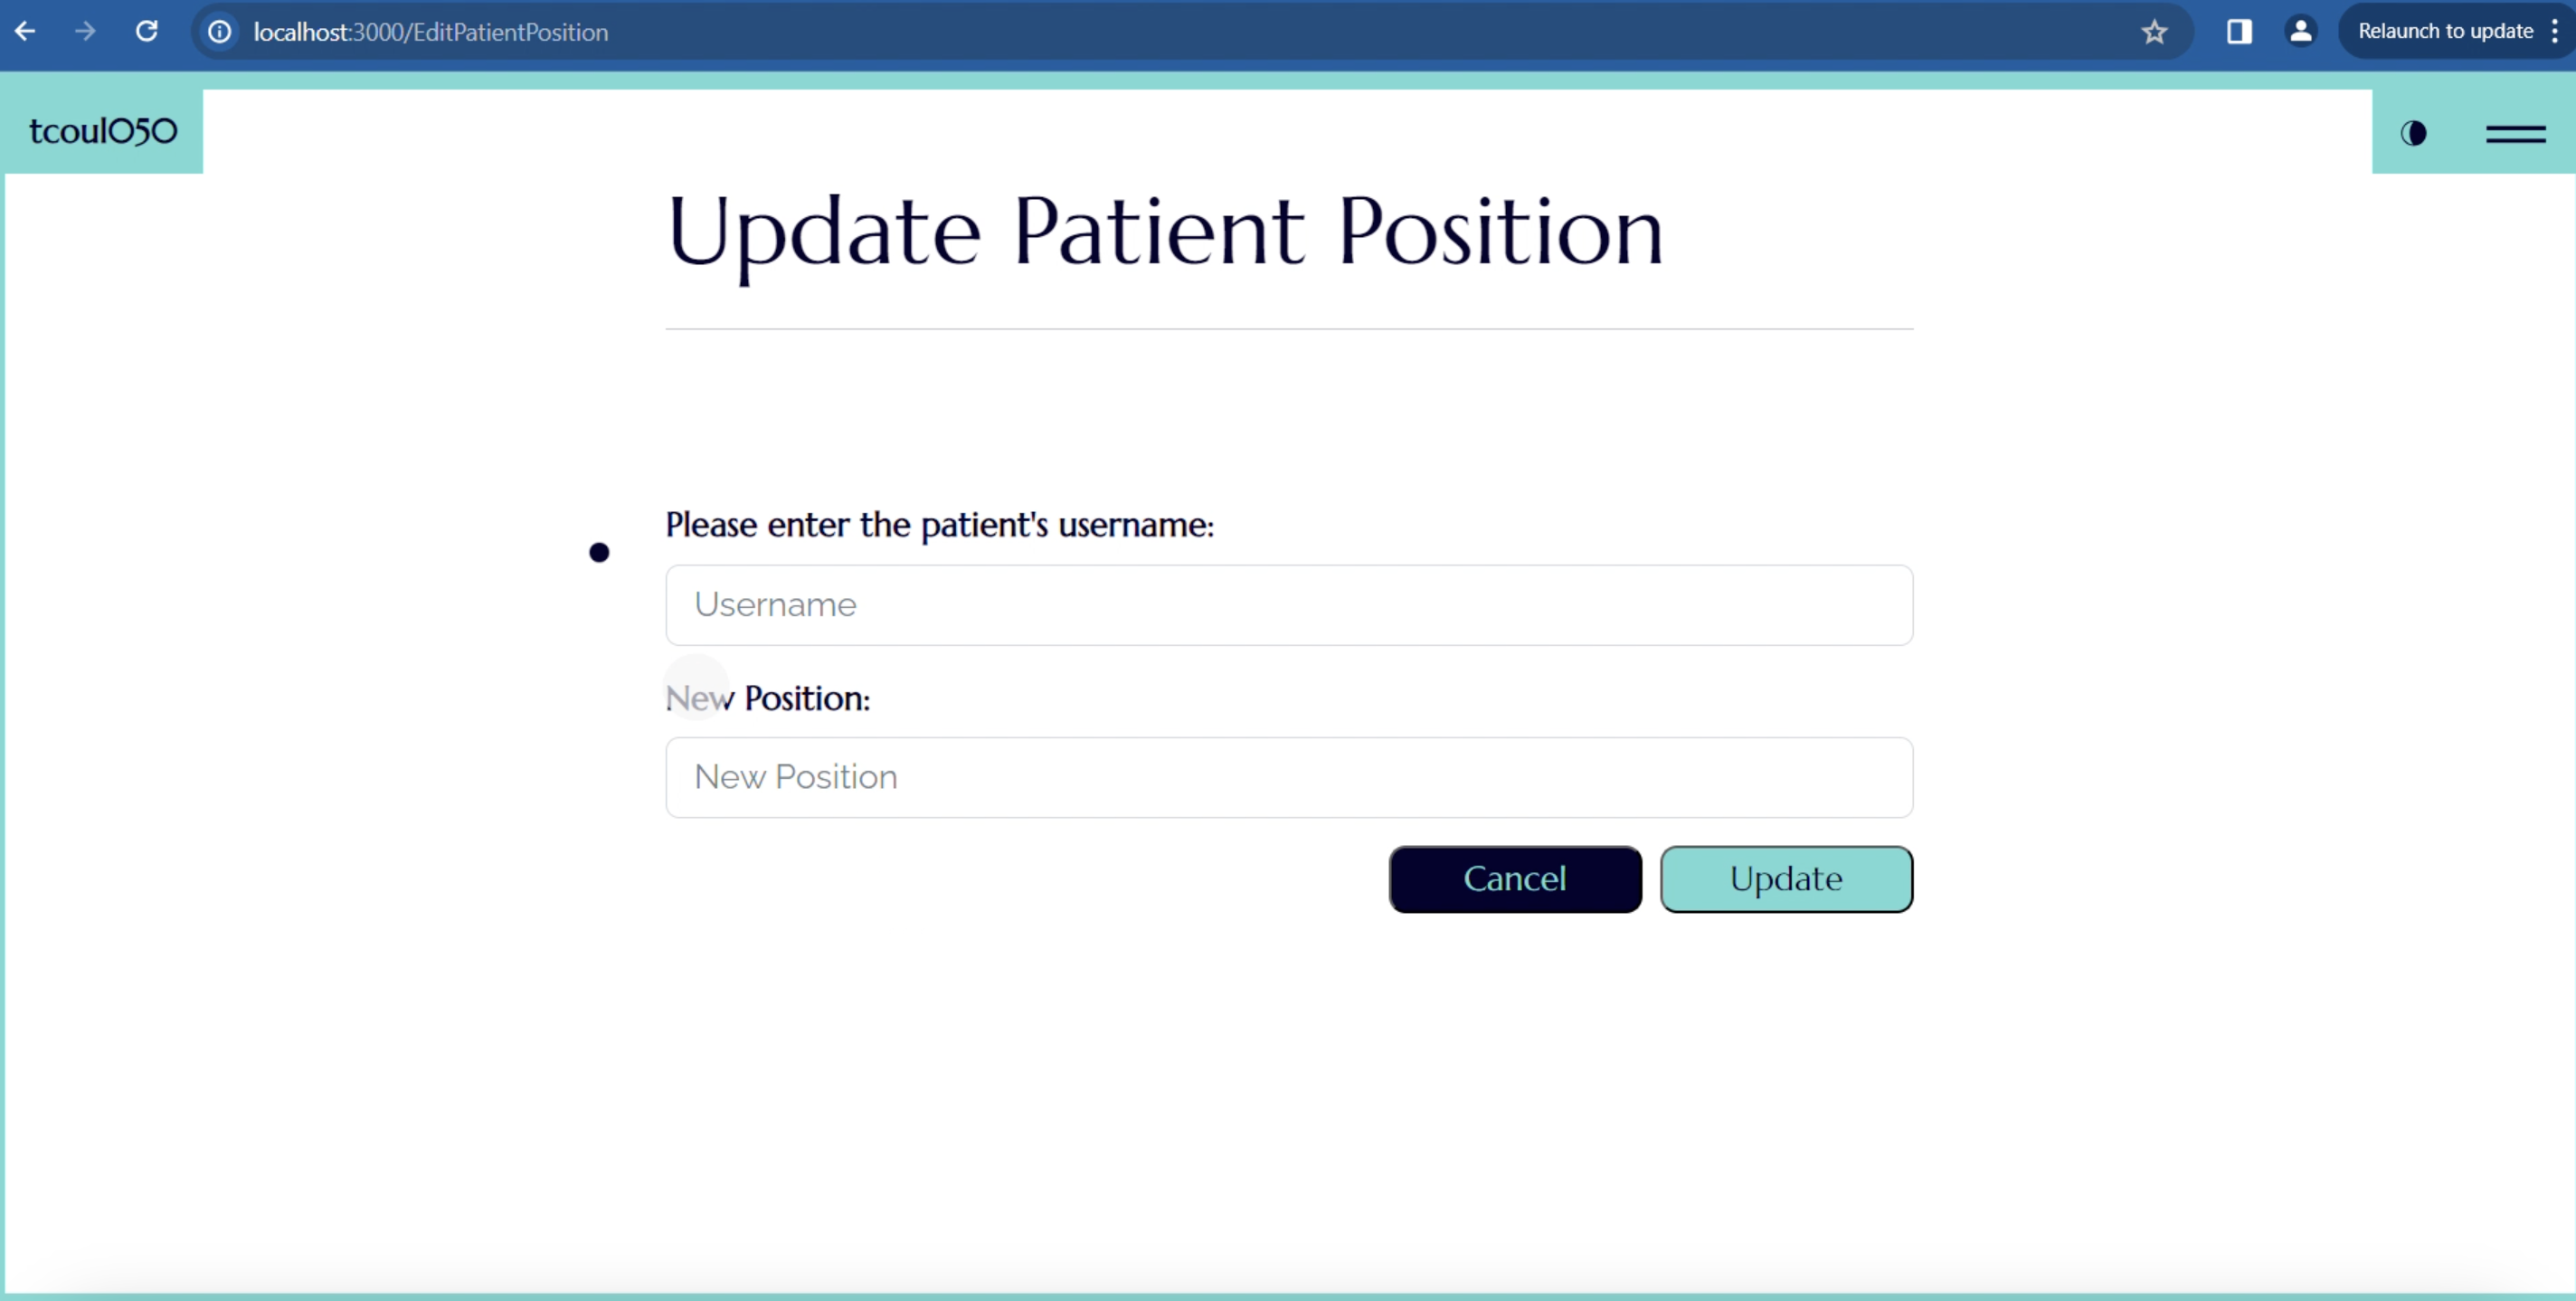 localhost:3000/EditPatientPosition
Relaunch to update
tcoul050
Update Patient Position
Please enter the patient's username:
Username
New Position:
New Position
Cancel
Update